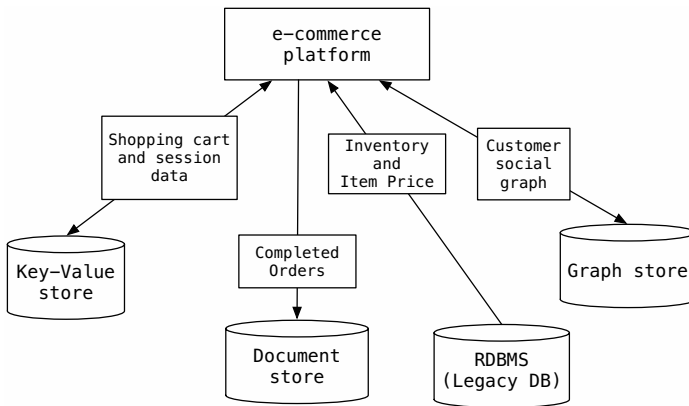 e-commerce
platform
Shopping cart
and session
data
Inventory
and
Item Price
Customer
social
graph
Completed
Orders
Key-Value
store
Graph store
Document
store
RDBMS
(Legacy DB)